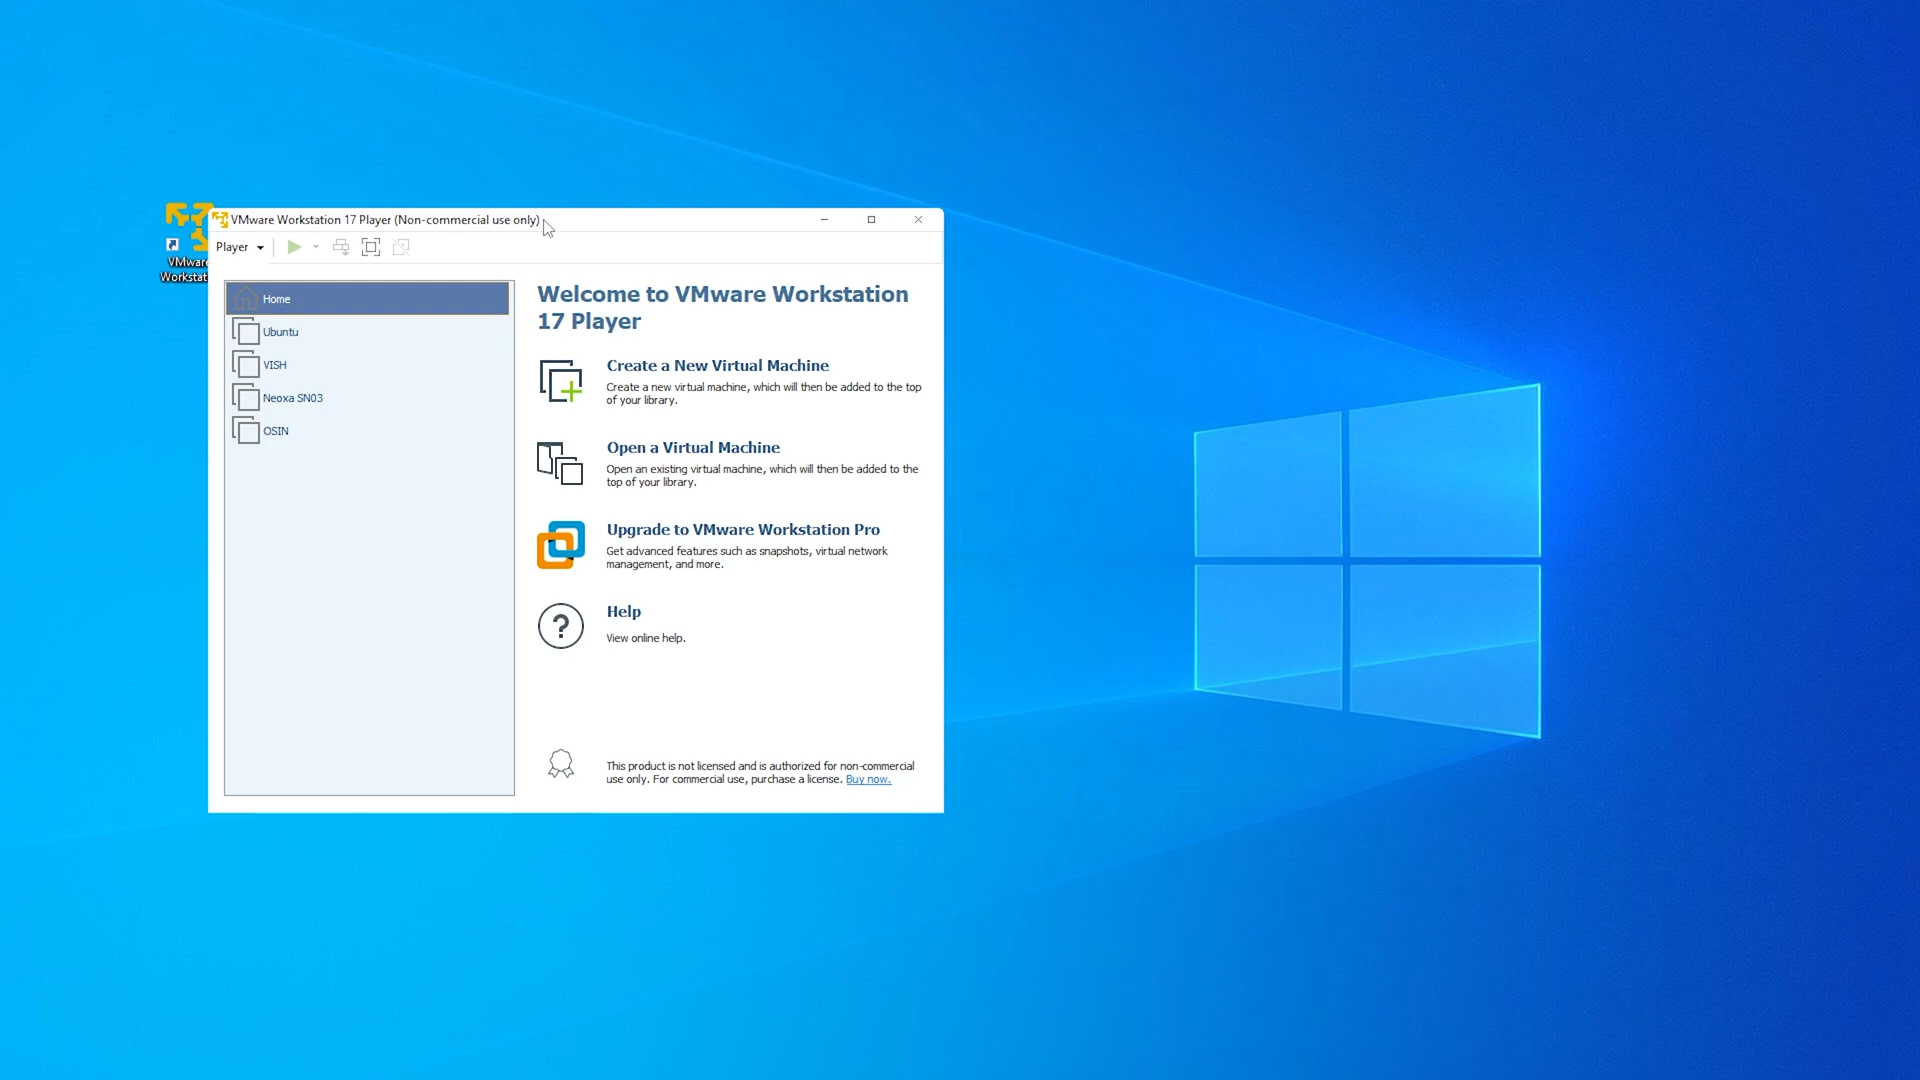 VMware Workstation 17 Player (Non-commercial use only)
Player
VMware
Workstat
Home
Ubuntu
VISH
Neoxa SN03
OSIN
Welcome to VMware Workstation
17 Player
Create a New Virtual Machine
Create a new virtual machine, which will then be added to the top
of your library.
Open a Virtual Machine
Open an existing virtual machine, which will then be added to the
top of your library.
Upgrade to VMware Workstation Pro
Get advanced features such as snapshots, virtual network
management, and more.
Help
View online help.
This product is not licensed and is authorized for non-commercial
use only. For commercial use, purchase a license. Buy now.